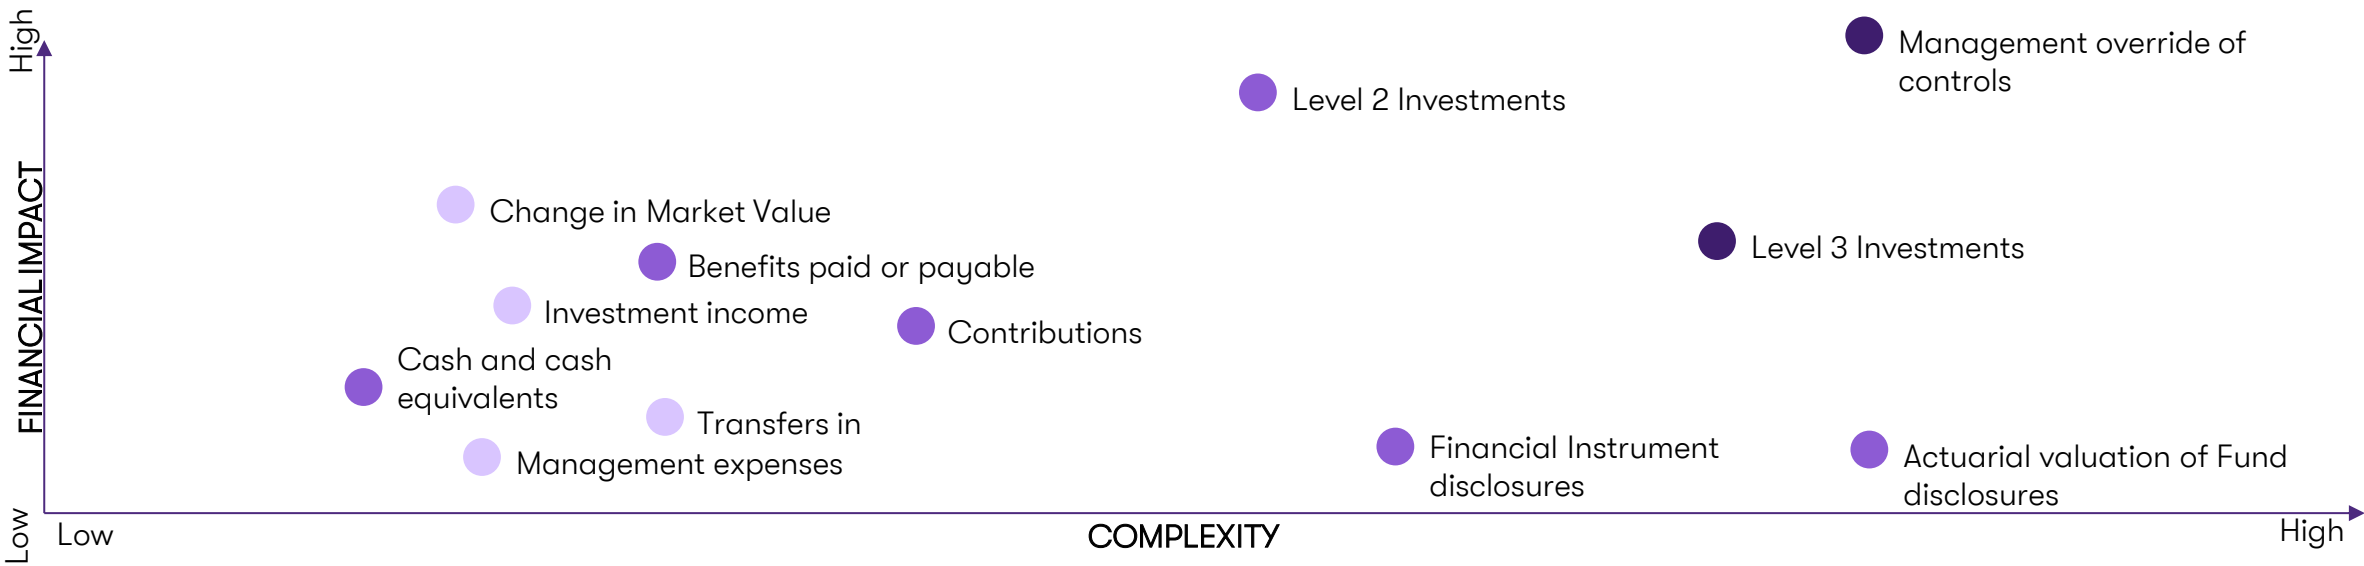 High
Management override of
controls
Level 2 Investments
FINANCIAL IMPACT
Change in Market Value
Level 3 Investments
Benefits paid or payable
Investment income
Contributions
Cash and cash
equivalents
Transfers in
Management expenses
Financial Instrument
disclosures
Actuarial valuation of Fund
disclosures
Low
Low
COMPLEXITY
High